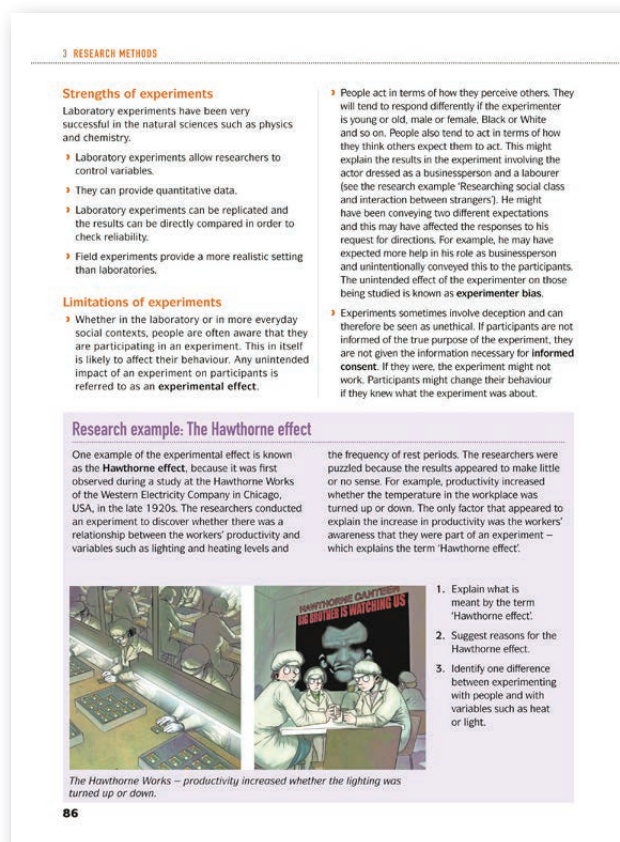 3 RESEARCH METHODS
Strengths of experiments
Laboratory experiments have been very
successful in the natural sciences such as physics
and chemistry.
› Laboratory experiments allow researchers to
control variables.
› They can provide quantitative data.
› Laboratory experiments can be replicated and
the results can be directly compared in order to
check reliability.
› Field experiments provide a more realistic setting
than laboratories.
Limitations of experiments
› Whether in the laboratory or in more everyday
social contexts, people are often aware that they
are participating in an experiment. This in itself
is likely to affect their behaviour. Any unintended
impact of an experiment on participants is
referred to as an experimental effect.
› People act in terms of how they perceive others. They
will tend to respond differently if the experimenter
is young or old, male or female, Black or White
and so on. People also tend to act in terms of how
they think others expect them to act. This might
explain the results in the experiment involving the
actor dressed as a businessperson and a labourer
(see the research example 'Researching social class
and interaction between strangers'). He might
have been conveying two different expectations
and this may have affected the responses to his
request for directions. For example, he may have
expected more help in his role as businessperson
and unintentionally conveyed this to the participants.
The unintended effect of the experimenter on those
being studied is known as experimenter bias.
› Experiments sometimes involve deception and can
therefore be seen as unethical. If participants are not
informed of the true purpose of the experiment, they
are not given the information necessary for informed
consent. If they were, the experiment might not
work. Participants might change their behaviour
if they knew what the experiment was about.
Research example: The Hawthorne effect
One example of the experimental effect is known
as the Hawthorne effect, because it was first
observed during a study at the Hawthorne Works
of the Western Electricity Company in Chicago,
USA, in the late 1920s. The researchers conducted
an experiment to discover whether there was a
relationship between the workers' productivity and
variables such as lighting and heating levels and
the frequency of rest periods. The researchers were
puzzled because the results appeared to make little
or no sense. For example, productivity increased
whether the temperature in the workplace was
turned up or down. The only factor that appeared to
explain the increase in productivity was the workers'
awareness that they were part of an experiment –
which explains the term 'Hawthorne effect'.
HAWTHORNE CANTEEN
BIG BROTHER IS WATCHING US
1. Explain what is
meant by the term
'Hawthorne effect'.
2. Suggest reasons for the
Hawthorne effect.
3. Identify one difference
between experimenting
with people and with
variables such as heat
or light.
The Hawthorne Works – productivity increased whether the lighting was
turned up or down.
86